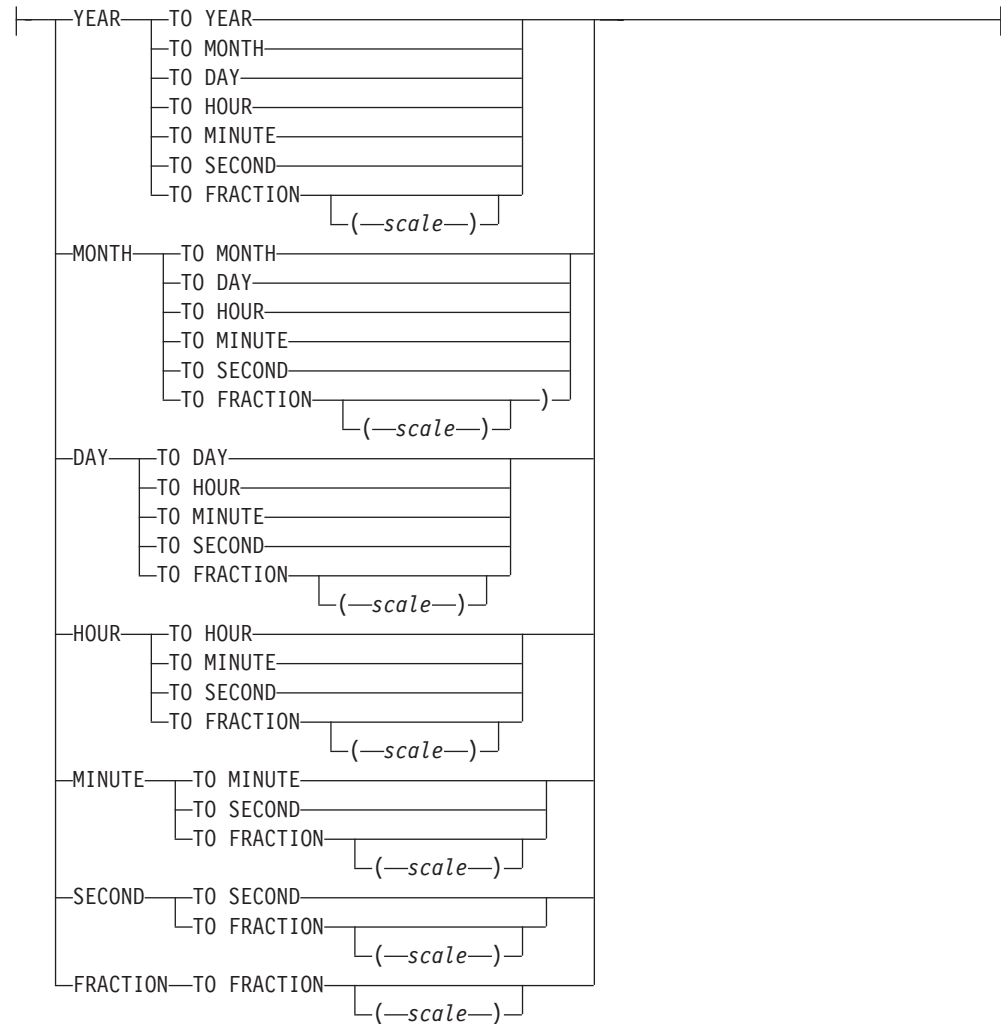 YEAR TO YEAR
TO MONTH
TO DAY
TO HOUR
TO MINUTE
TO SECOND
TO FRACTION
( scale )
MONTH TO MONTH
TO DAY
TO HOUR
TO MINUTE
TO SECOND
TO FRACTION )
( scale )
DAY TO DAY
TO HOUR
TO MINUTE
TO SECOND
TO FRACTION
( scale )
HOUR TO HOUR
TO MINUTE
TO SECOND
TO FRACTION
( scale )
MINUTE TO MINUTE
TO SECOND
TO FRACTION
( scale )
SECOND TO SECOND
TO FRACTION
( scale )
FRACTION TO FRACTION
( scale )